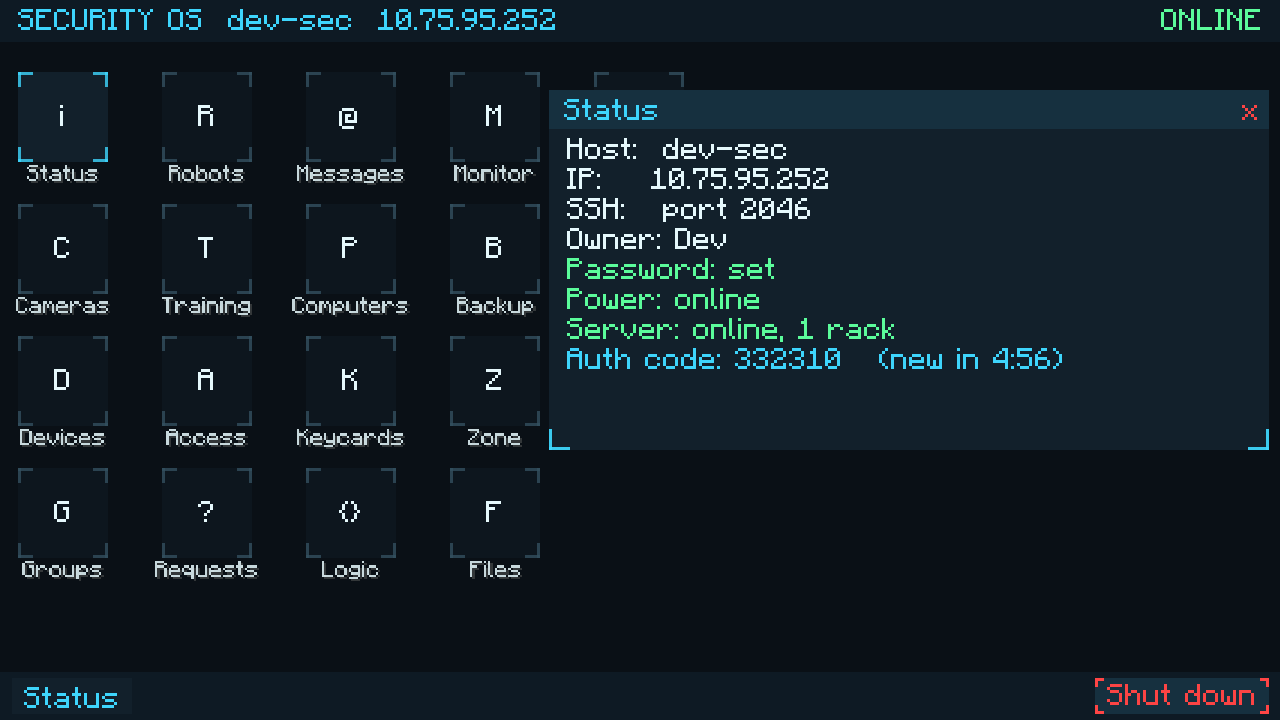 SECURITY OS dev-sec 10.75.95.252
ONLINE
i
R
@
M
Status
Robots
Messages
Monitor
C
T
P
B
Cameras
Training
Computers
Backup
D
A
K
Z
Devices
Access
Keycards
Zone
G
?
{}
F
Groups
Requests
Logic
Files
Status
x
Host: dev-sec
IP: 10.75.95.252
SSH: port 2046
Owner: Dev
Password: set
Power: online
Server: online, 1 rack
Auth code: 332310 (new in 4:56)
Status
Shut down